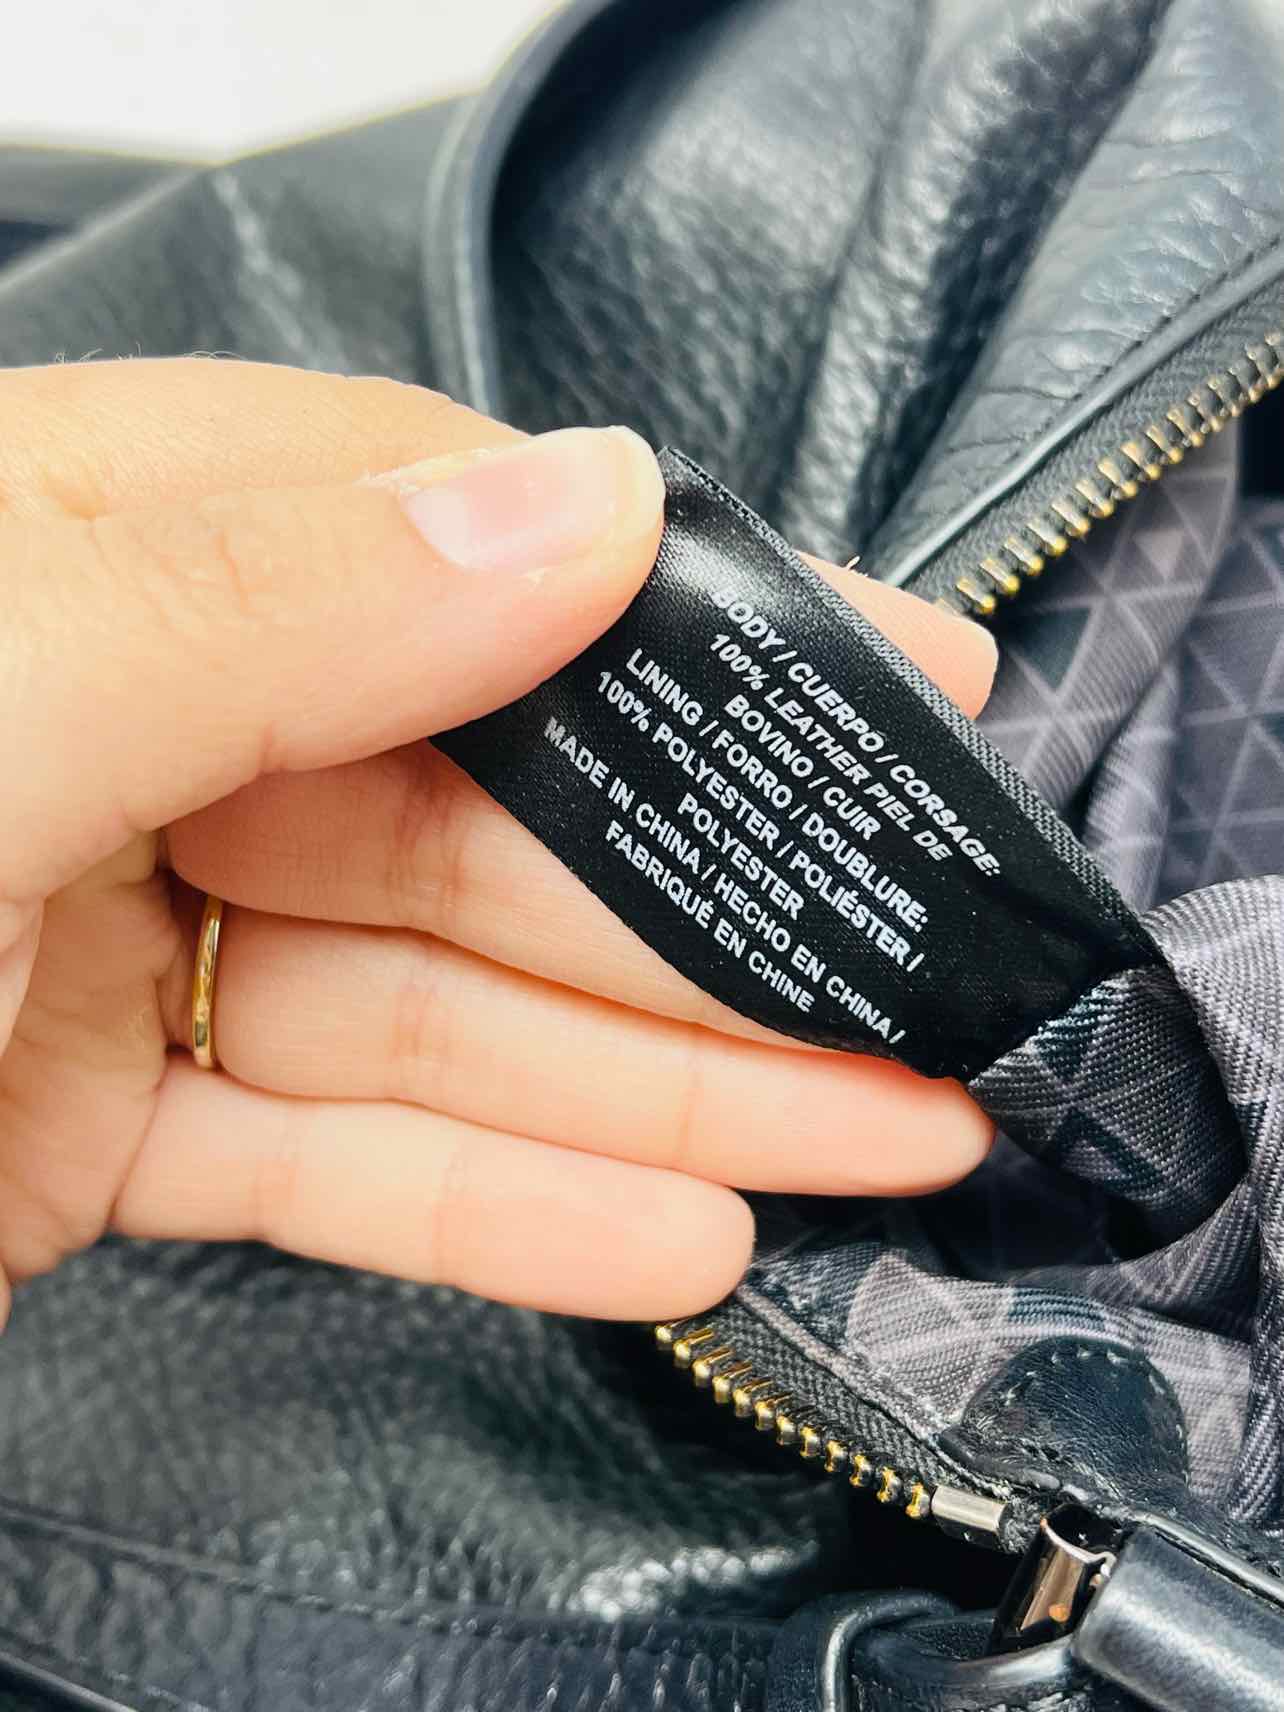 BODY / CUERPO / CORSAGE:
100% LEATHER PIEL DE
BOVINO / CUIR
LINING / FORRO / DOUBLURE:
100% POLYESTER / POLIÉSTER /
POLYESTER
MADE IN CHINA / HECHO EN CHINA /
FABRIQUÉ EN CHINE